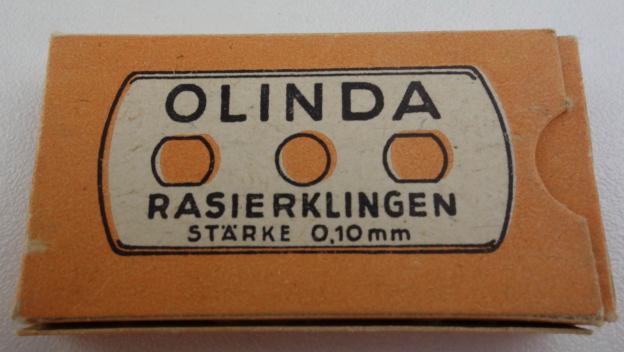 OLINDA
RASIERKLINGEN
STÄRKE 0,10mm